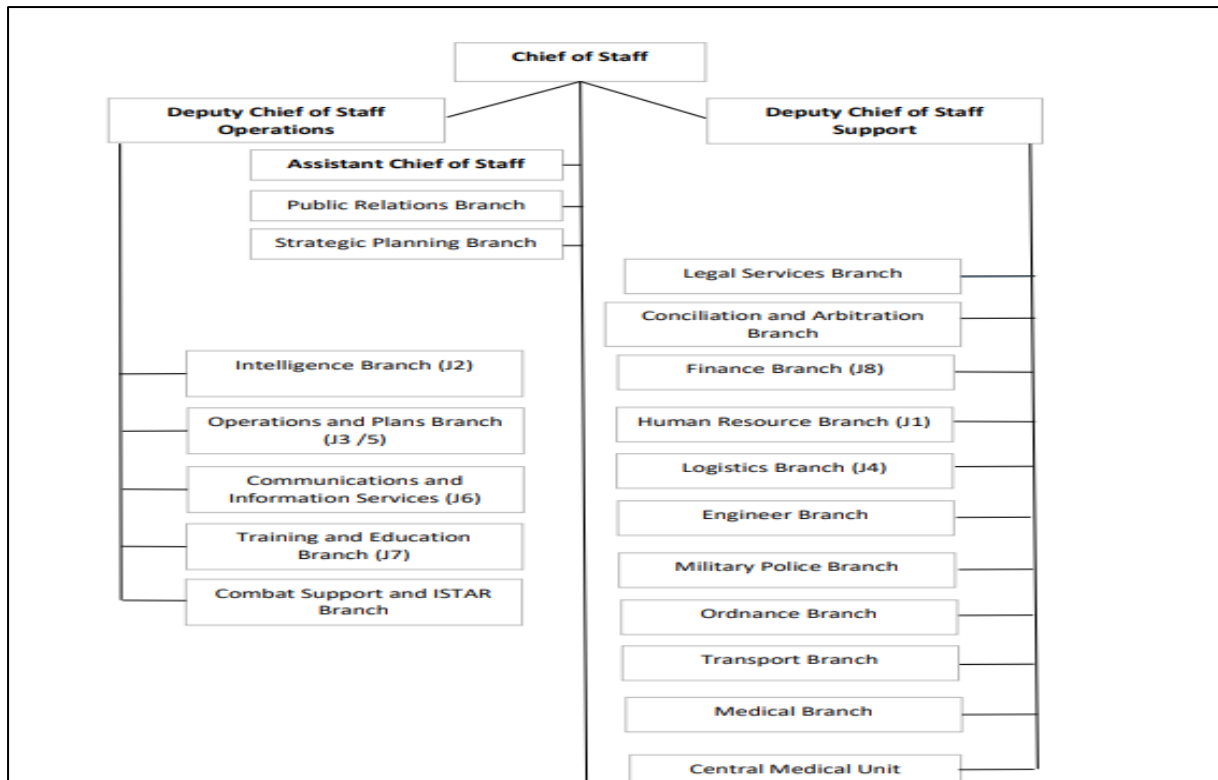 Chief of Staff
Deputy Chief of Staff
Operations
Deputy Chief of Staff
Support
Assistant Chief of Staff
Public Relations Branch
Strategic Planning Branch
Legal Services Branch
Conciliation and Arbitration
Branch
Intelligence Branch (J2)
Finance Branch (J8)
Operations and Plans Branch
(J3 /5)
Human Resource Branch (J1)
Communications and
Information Services (J6)
Logistics Branch (J4)
Engineer Branch
Training and Education
Branch (J7)
Military Police Branch
Combat Support and ISTAR
Branch
Ordnance Branch
Transport Branch
Medical Branch
Central Medical Unit